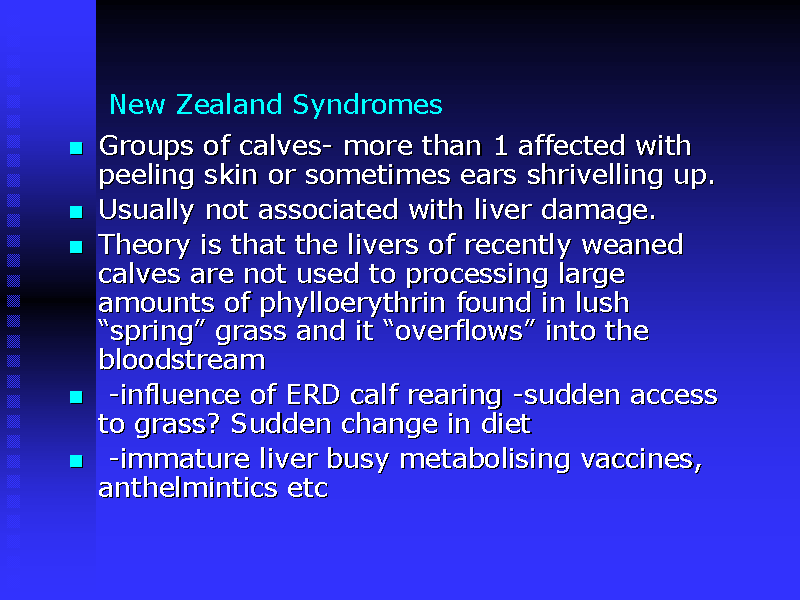 New Zealand Syndromes
Groups of calves- more than 1 affected with
peeling skin or sometimes ears shrivelling up.
Usually not associated with liver damage.
Theory is that the livers of recently weaned
calves are not used to processing large
amounts of phylloerythrin found in lush
“spring” grass and it “overflows” into the
bloodstream
-influence of ERD calf rearing -sudden access
to grass? Sudden change in diet
-immature liver busy metabolising vaccines,
anthelmintics etc